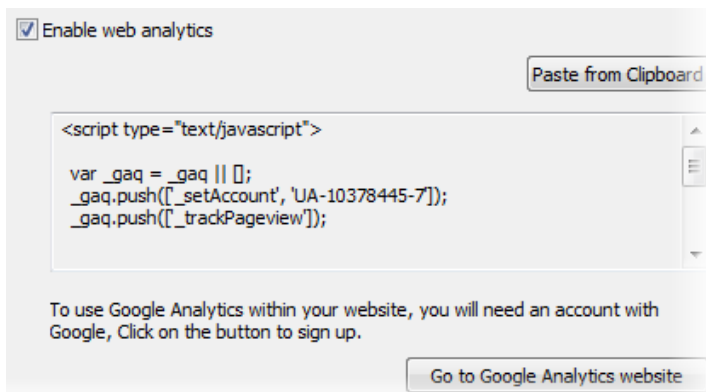 Enable web analytics
Paste from Clipboard
<script type="text/javascript">
var _gaq = _gaq || [];
_gaq.push(['_setAccount', 'UA-10378445-7']);
_gaq.push(['_trackPageview']);
To use Google Analytics within your website, you will need an account with
Google, Click on the button to sign up.
Go to Google Analytics website